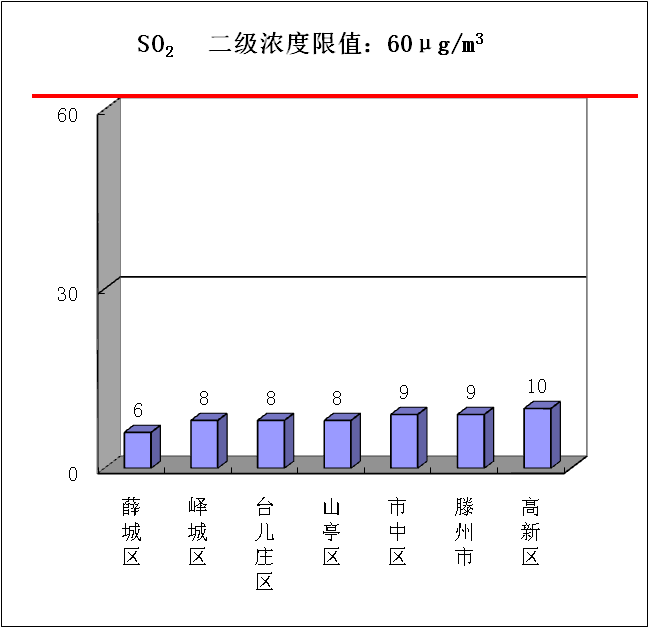 SO₂ 二级浓度限值：60μg/m³
60
30
0
6
8
8
8
9
9
10
薛城区
峄城区
台儿庄区
山亭区
市中区
滕州市
高新区